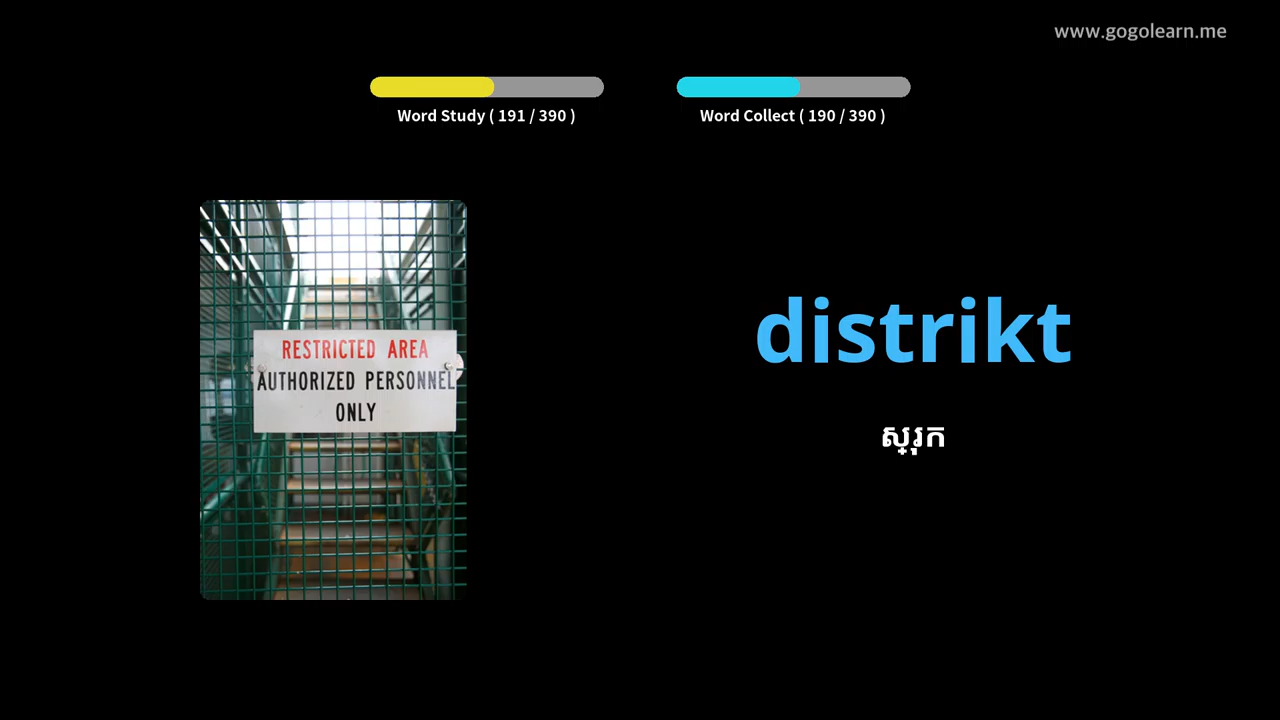 www.gogolearn.me
Word Study ( 191 / 390 )
Word Collect ( 190 / 390 )
RESTRICTED AREA
AUTHORIZED PERSONNEL
ONLY
distrikt
ស្រុក